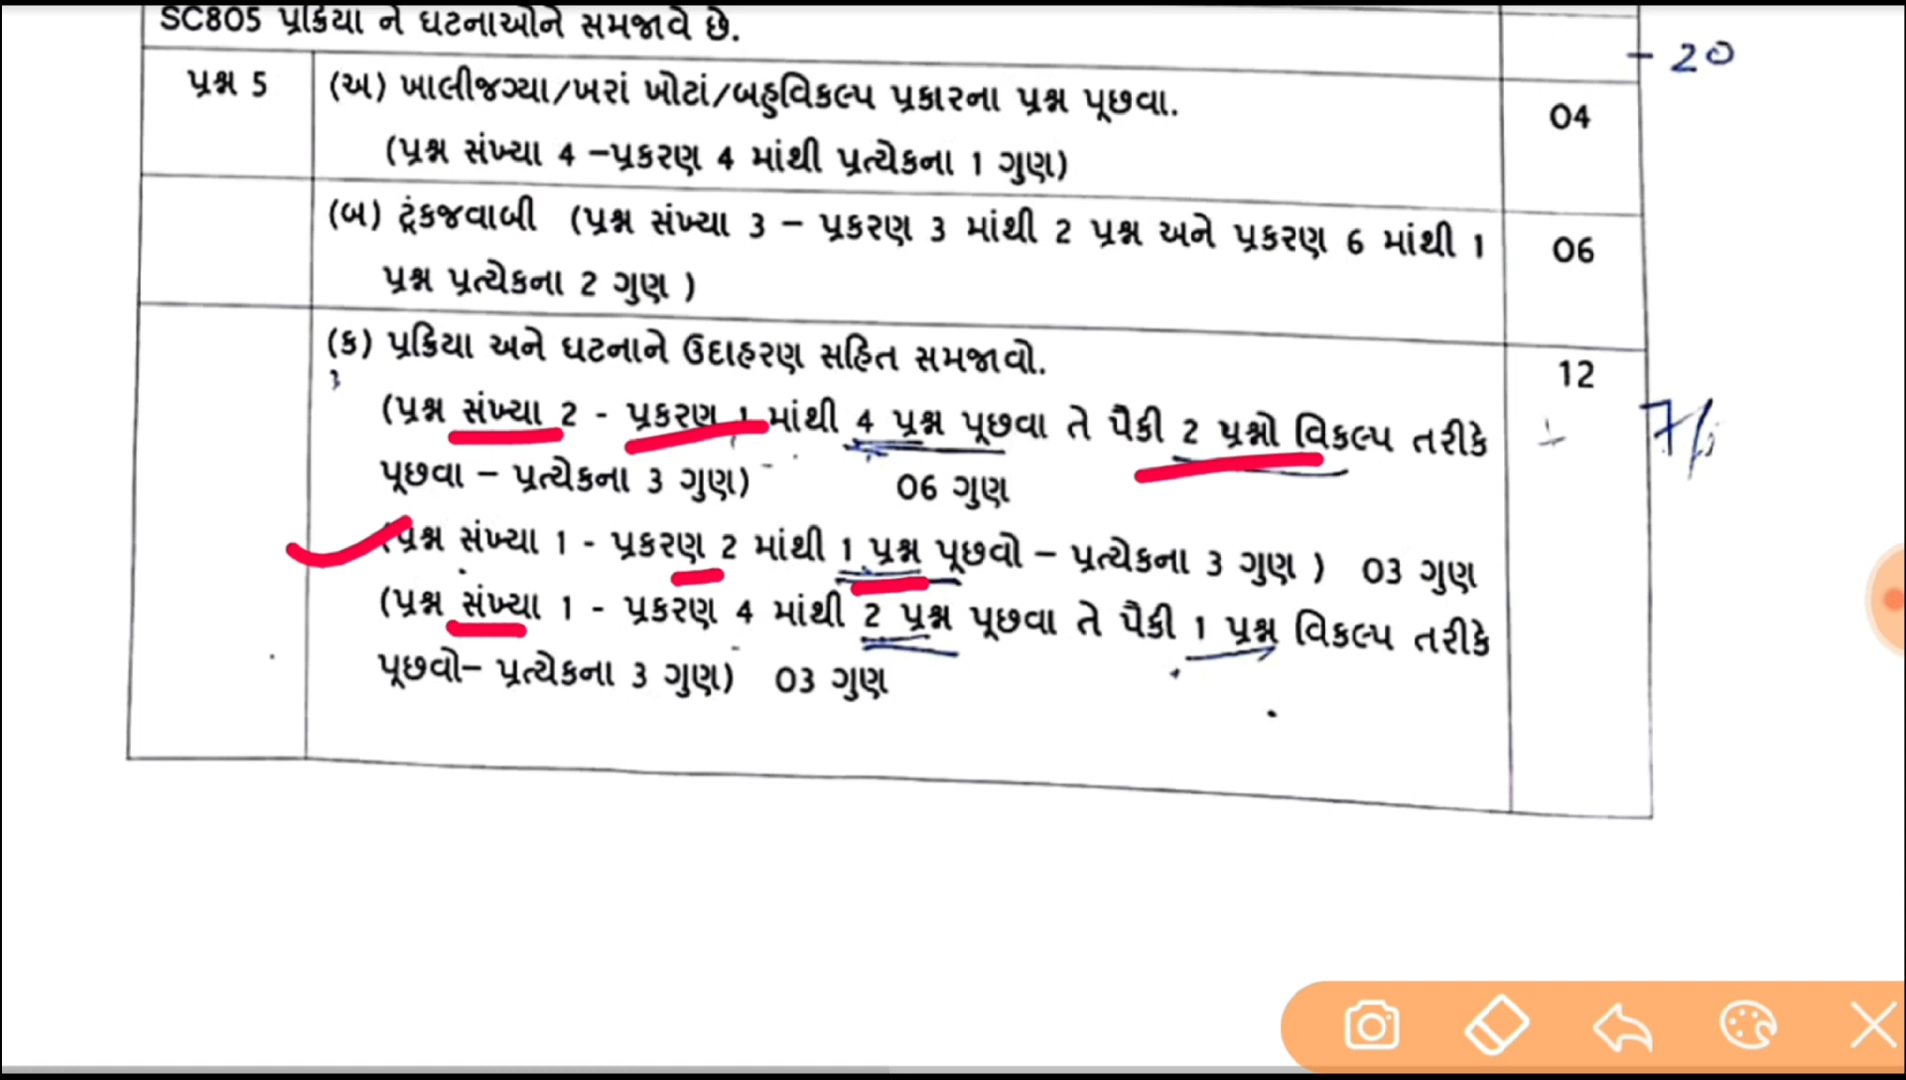 SC805 પ્રક્રિયા ને ઘટનાઓને સમજાવે છે.
- 20
પ્રશ્ન 5
(અ) ખાલીજગ્યા/ખરાં ખોટાં/બહુવિકલ્પ પ્રકારના પ્રશ્ન પૂછવા.
04
(પ્રશ્ન સંખ્યા 4 –પ્રકરણ 4 માંથી પ્રત્યેકના 1 ગુણ)
(બ) ટ્રંકજવાબી (પ્રશ્ન સંખ્યા 3 – પ્રકરણ 3 માંથી 2 પ્રશ્ન અને પ્રકરણ 6 માંથી 1
06
પ્રશ્ન પ્રત્યેકના 2 ગુણ )
(ક) પ્રક્રિયા અને ઘટનાને ઉદાહરણ સહિત સમજાવો.
12
(પ્રશ્ન સંખ્યા 2 - પ્રકરણ 1 માંથી 4 પ્રશ્ન પૂછવા તે પૈકી 2 પ્રશ્નો વિકલ્પ તરીકે
પૂછવા – પ્રત્યેકના 3 ગુણ) 06 ગુણ
(પ્રશ્ન સંખ્યા 1 - પ્રકરણ 2 માંથી 1 પ્રશ્ન પૂછવો – પ્રત્યેકના 3 ગુણ ) 03 ગુણ
(પ્રશ્ન સંખ્યા 1 - પ્રકરણ 4 માંથી 2 પ્રશ્ન પૂછવા તે પૈકી 1 પ્રશ્ન વિકલ્પ તરીકે
પૂછવો– પ્રત્યેકના 3 ગુણ) 03 ગુણ